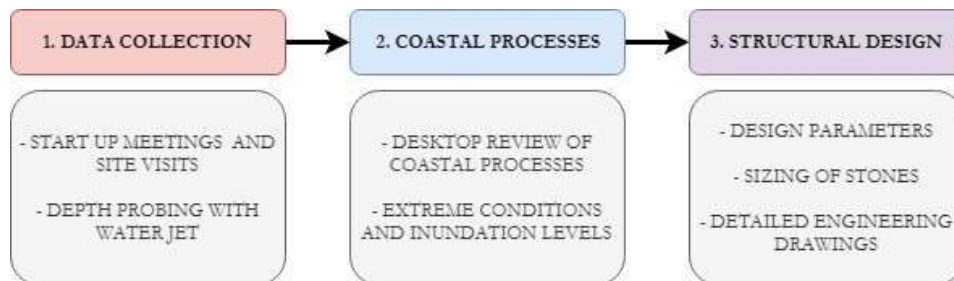 1. DATA COLLECTION
2. COASTAL PROCESSES
3. STRUCTURAL DESIGN
- START UP MEETINGS AND
SITE VISITS
- DEPTH PROBING WITH
WATER JET
- DESKTOP REVIEW OF
COASTAL PROCESSES
- EXTREME CONDITIONS
AND INUNDATION LEVELS
- DESIGN PARAMETERS
- SIZING OF STONES
- DETAILED ENGINEERING
DRAWINGS